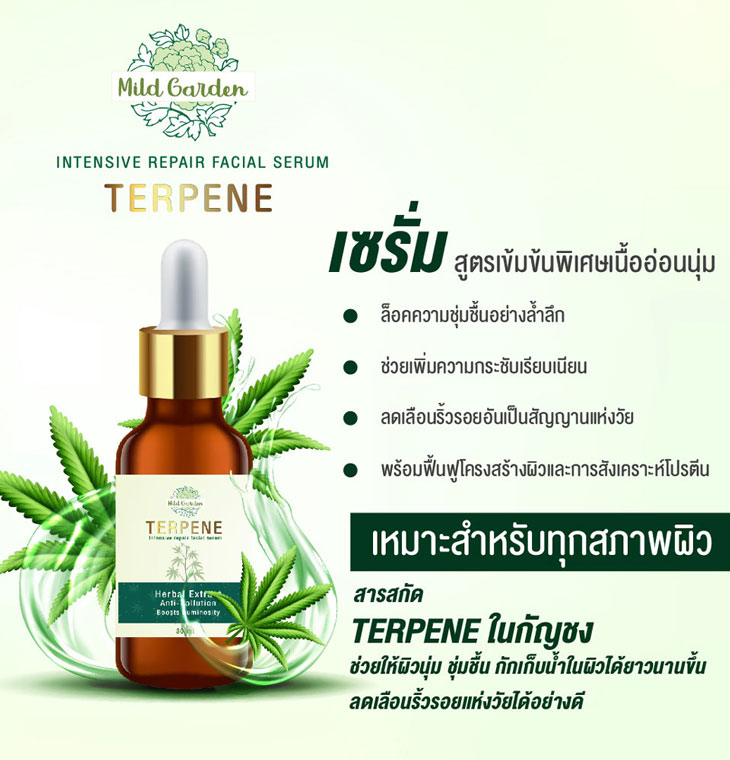 Mild Garden
INTENSIVE REPAIR FACIAL SERUM
TERPENE
เซรั่ม สูตรเข้มข้นพิเศษเนื้ออ่อนนุ่ม
ล็อคความชุ่มชื้นอย่างล้ำลึก
ช่วยเพิ่มความกระชับเรียบเนียน
ลดเลือนริ้วรอยอันเป็นสัญญานแห่งวัย
พร้อมฟื้นฟูโครงสร้างผิวและการสังเคราะห์โปรตีน
เหมาะสำหรับทุกสภาพผิว
สารสกัด
TERPENE ในกัญชง
ช่วยให้ผิวนุ่ม ชุ่มชื้น กักเก็บน้ำในผิวได้ยาวนานขึ้น
ลดเลือนริ้วรอยแห่งวัยได้อย่างดี
Mild Garden
TERPENE
Intensive repair facial serum
Herbal Extract
Anti-Pollution
Boosts Luminosity